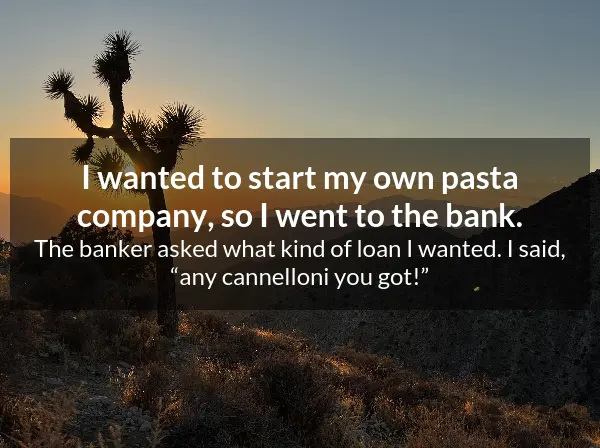 I wanted to start my own pasta
company, so I went to the bank.
The banker asked what kind of loan I wanted. I said,
“any cannelloni you got!”